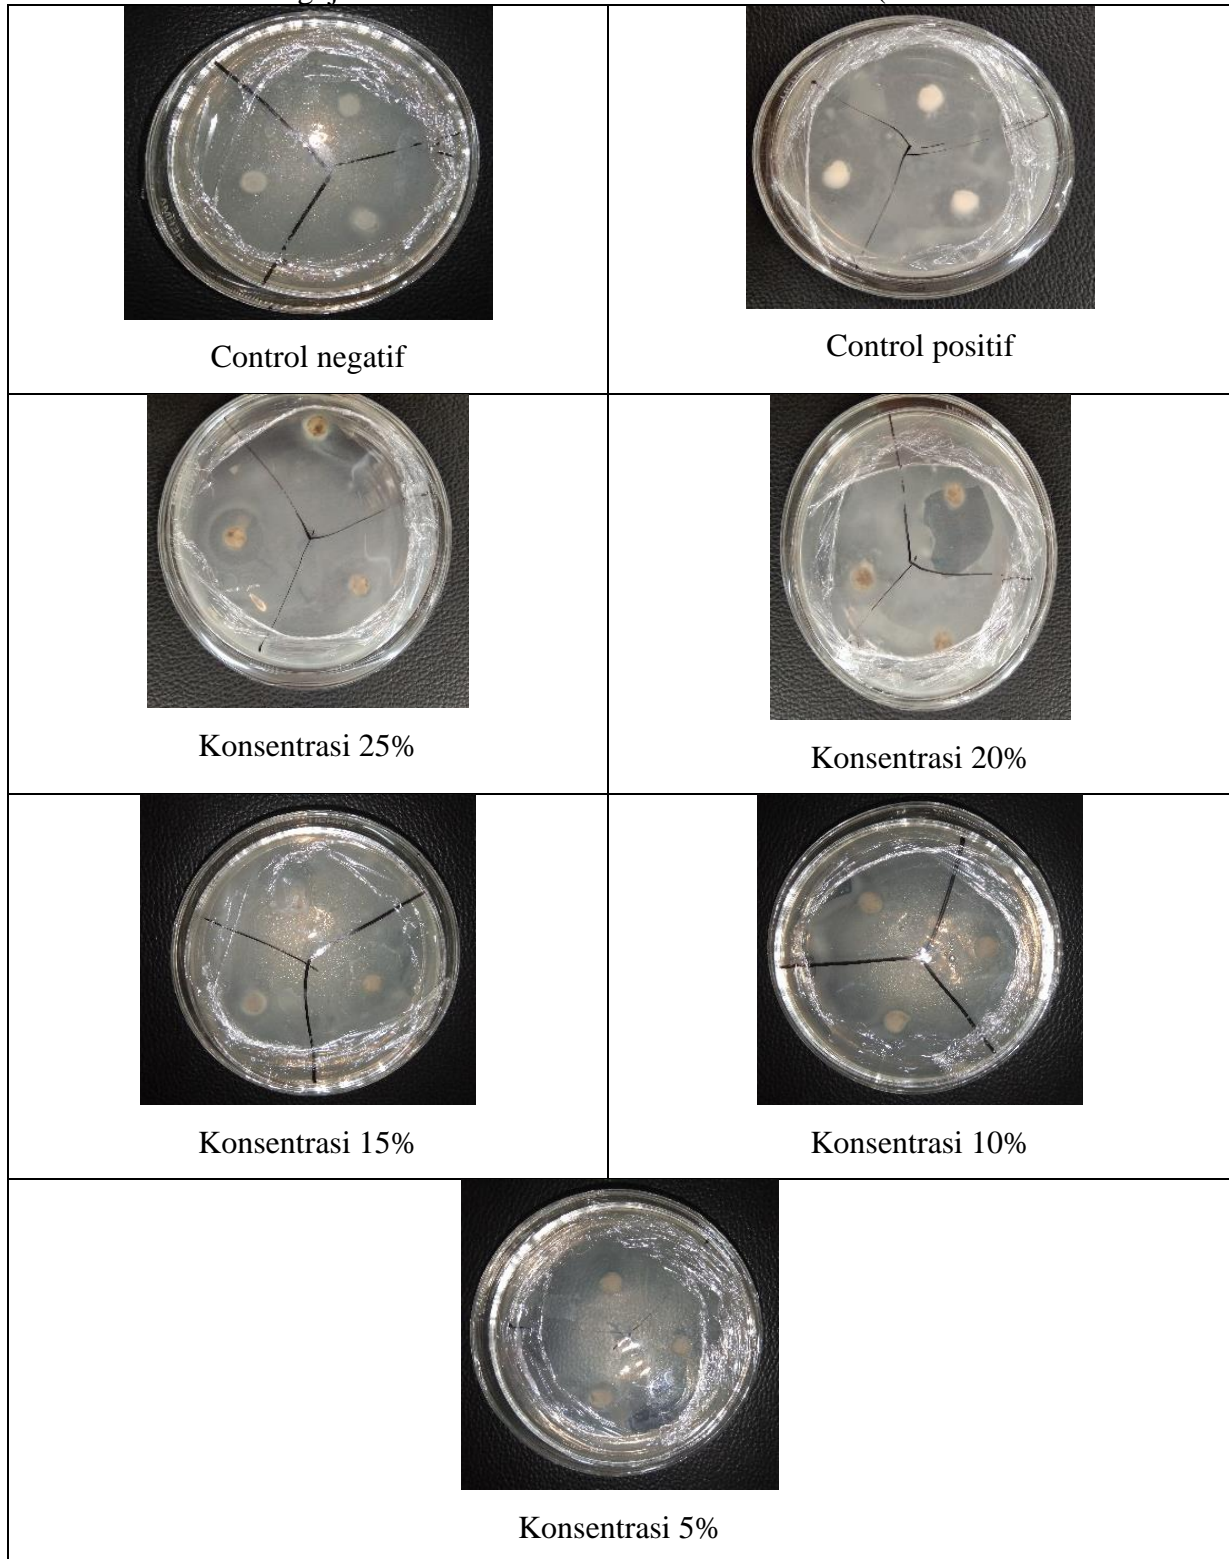 Control negatif
Control positif
Konsentrasi 25%
Konsentrasi 20%
Konsentrasi 15%
Konsentrasi 10%
Konsentrasi 5%